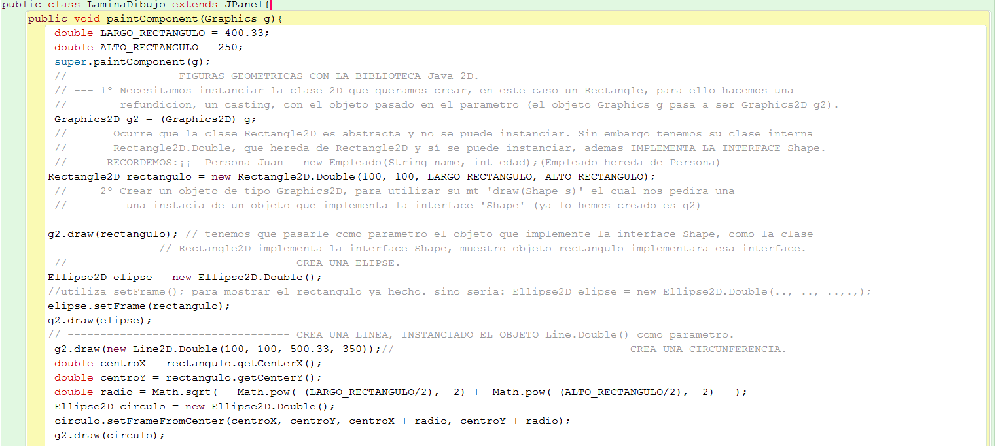 public class LaminaDibujo extends JPanel{
public void paintComponent(Graphics g){
double LARGO_RECTANGULO = 400.33;
double ALTO_RECTANGULO = 250;
super.paintComponent(g);
// --------------- FIGURAS GEOMETRICAS CON LA BIBLIOTECA Java 2D.
// --- 1º Necesitamos instanciar la clase 2D que queramos crear, en este caso un Rectangle, para ello hacemos una
// refundicion, un casting, con el objeto pasado en el parametro (el objeto Graphics g pasa a ser Graphics2D g2).
Graphics2D g2 = (Graphics2D) g;
// Ocurre que la clase Rectangle2D es abstracta y no se puede instanciar. Sin embargo tenemos su clase interna
// Rectangle2D.Double, que hereda de Rectangle2D y sí se puede instanciar, ademas IMPLEMENTA LA INTERFACE Shape.
// RECORDEMOS:¡¡ Persona Juan = new Empleado(String name, int edad);(Empleado hereda de Persona)
Rectangle2D rectangulo = new Rectangle2D.Double(100, 100, LARGO_RECTANGULO, ALTO_RECTANGULO);
// ----2º Crear un objeto de tipo Graphics2D, para utilizar su mt 'draw(Shape s)' el cual nos pedira una
// una instacia de un objeto que implementa la interface 'Shape' (ya lo hemos creado es g2)
g2.draw(rectangulo); // tenemos que pasarle como parametro el objeto que implemente la interface Shape, como la clase
// Rectangle2D implementa la interface Shape, muestro objeto rectangulo implementara esa interface.
// ----------------------------------CREA UNA ELIPSE.
Ellipse2D elipse = new Ellipse2D.Double();
//utiliza setFrame(); para mostrar el rectangulo ya hecho. sino seria: Ellipse2D elipse = new Ellipse2D.Double(.., .., ..,.,);
elipse.setFrame(rectangulo);
g2.draw(elipse);
// ---------------------------------- CREA UNA LINEA, INSTANCIADO EL OBJETO Line.Double() como parametro.
g2.draw(new Line2D.Double(100, 100, 500.33, 350));// ---------------------------------- CREA UNA CIRCUNFERENCIA.
double centroX = rectangulo.getCenterX();
double centroY = rectangulo.getCenterY();
double radio = Math.sqrt( Math.pow( (LARGO_RECTANGULO/2), 2) + Math.pow( (ALTO_RECTANGULO/2), 2) );
Ellipse2D circulo = new Ellipse2D.Double();
circulo.setFrameFromCenter(centroX, centroY, centroX + radio, centroY + radio);
g2.draw(circulo);